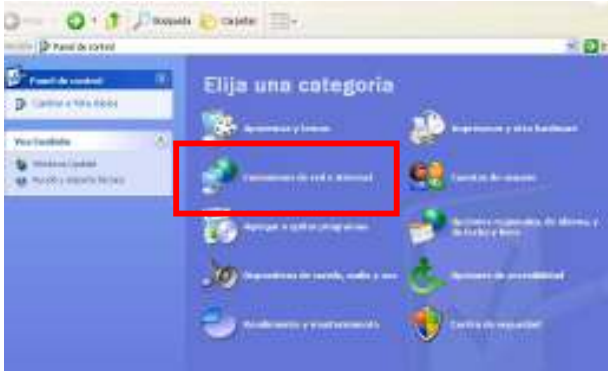 Búsqueda Carpetas
Panel de control
Panel de control
Cambiar a Vista clásica
Vea también
Windows Update
Ayuda y soporte técnico
Elija una categoría
Apariencia y temas
Impresoras y otro hardware
Conexiones de red e Internet
Cuentas de usuario
Agregar o quitar programas
Opciones regionales, de idioma, y
de fecha y hora
Dispositivos de sonido, audio y voz
Opciones de accesibilidad
Rendimiento y mantenimiento
Centro de seguridad